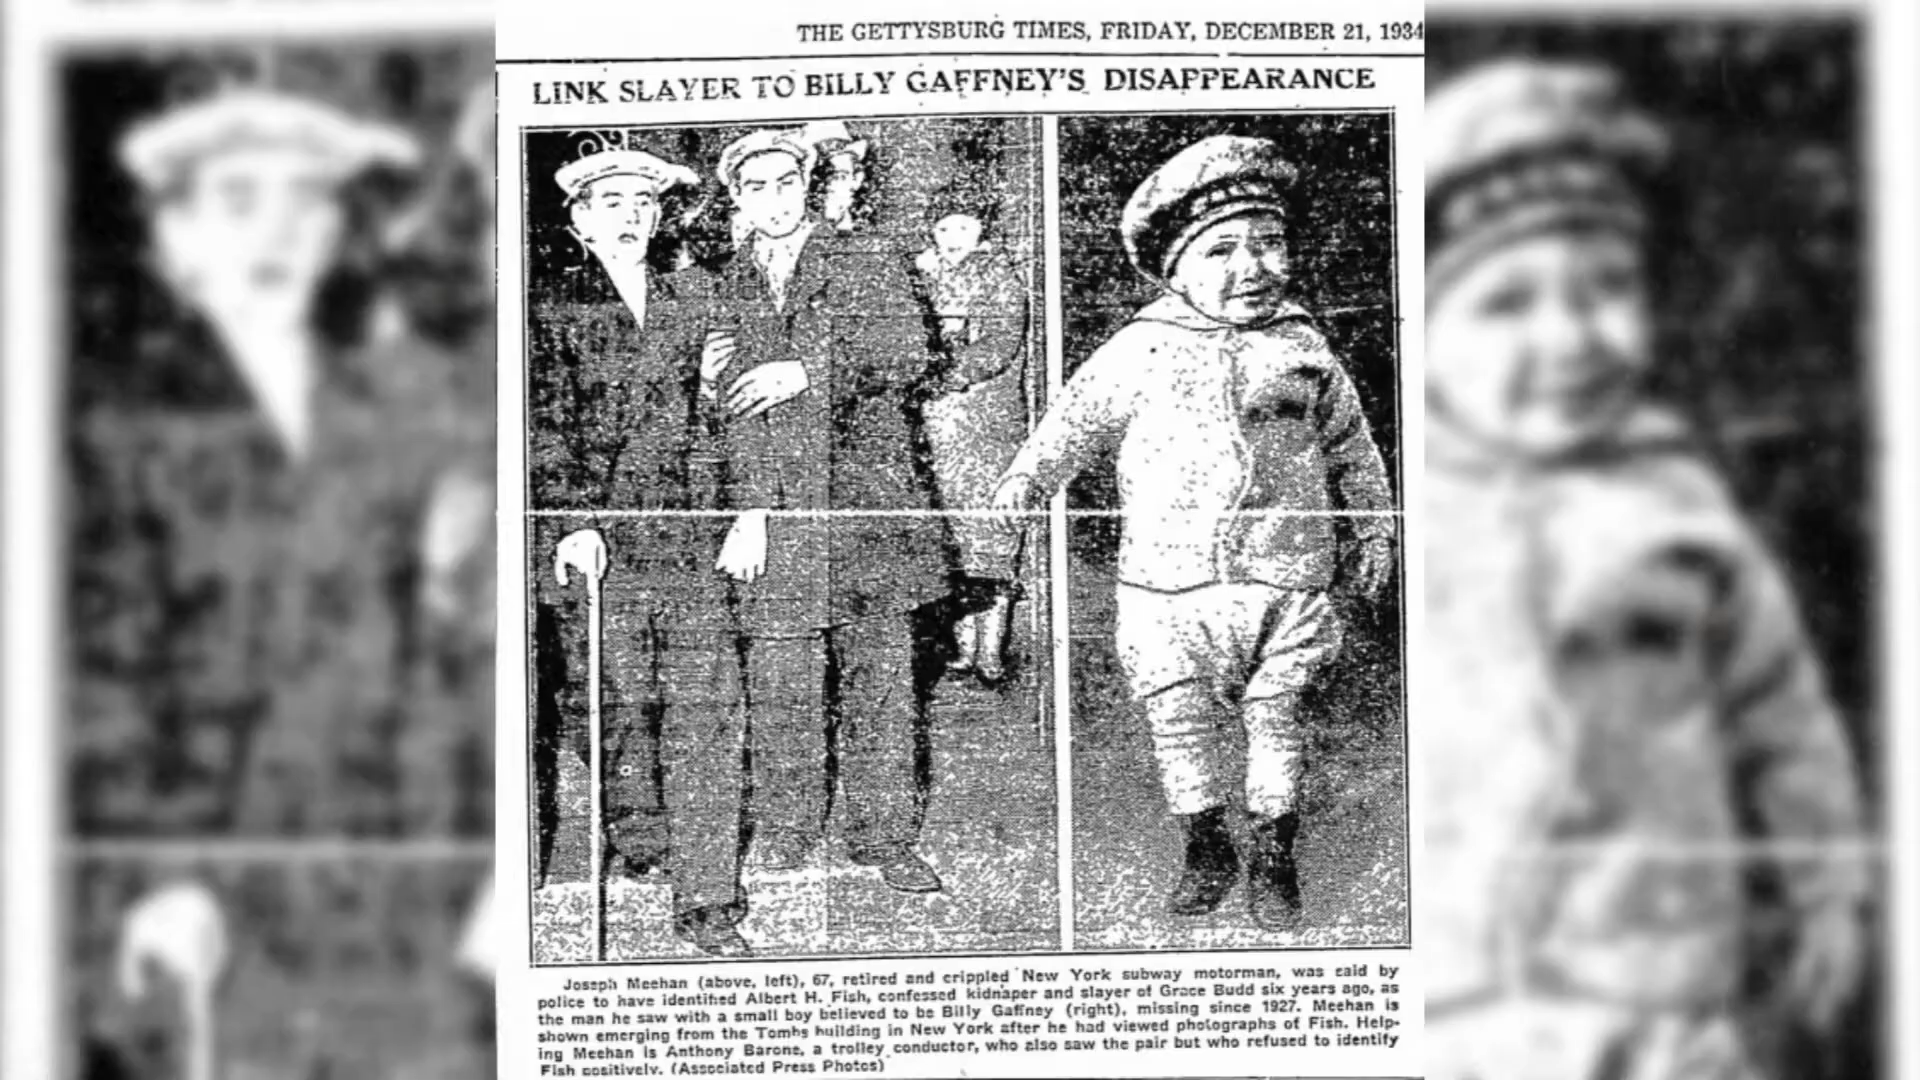 THE GETTYSBURG TIMES, FRIDAY, DECEMBER 21, 1934
LINK SLAYER TO BILLY GAFFNEY'S DISAPPEARANCE
Joseph Meehan (above, left), 67, retired and crippled New York subway motorman, was said by
police to have identified Albert H. Fish, confessed kidnaper and slayer of Grace Budd six years ago, as
the man he saw with a small boy believed to be Billy Gaffney (right), missing since 1927. Meehan is
shown emerging from the Tombs building in New York after he had viewed photographs of Fish. Help-
ing Meehan is Anthony Barone, a trolley conductor, who also saw the pair but who refused to identify
Fish positively. (Associated Press Photos)